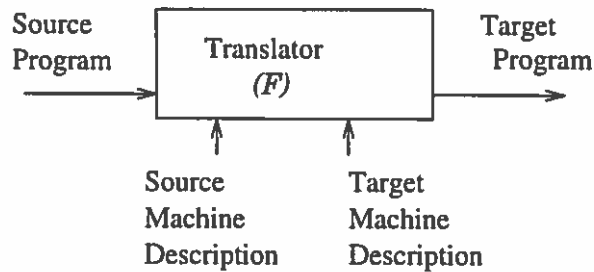 Source
Program
Translator
(F)
Target
Program
Source
Machine
Description
Target
Machine
Description